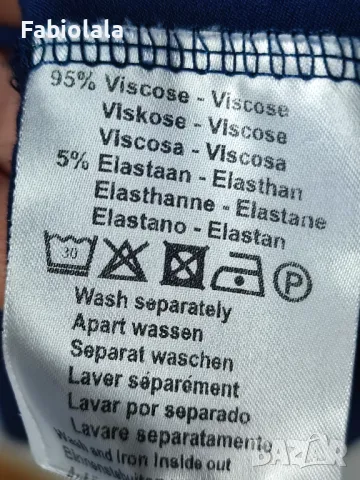 Fabiolala
95% Viscose - Viscose
Viskose - Viscose
Viscosa - Viscosa
5% Elastaan - Elasthan
Elasthanne - Elastane
Elastano - Elastan
30
P
Wash separately
Apart wassen
Separat waschen
Laver séparément
Lavar por separado
Lavare separatamente
Wash and Iron Inside out
BAZAR